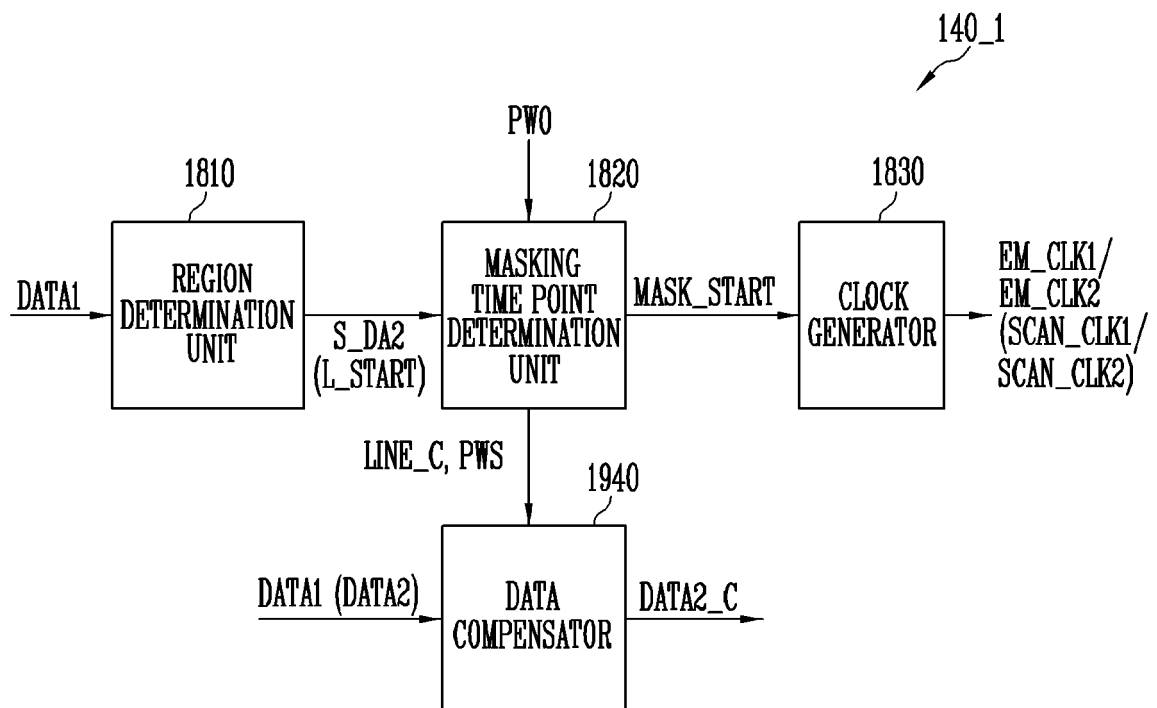 140_1
PWO
1810
1820
1830
DATA1
REGION
DETERMINATION
UNIT
S_DA2
(L_START)
MASKING
TIME POINT
DETERMINATION
UNIT
MASK_START
CLOCK
GENERATOR
EM_CLK1/
EM_CLK2
(SCAN_CLK1/
SCAN_CLK2)
LINE_C, PWS
1940
DATA1 (DATA2)
DATA
COMPENSATOR
DATA2_C